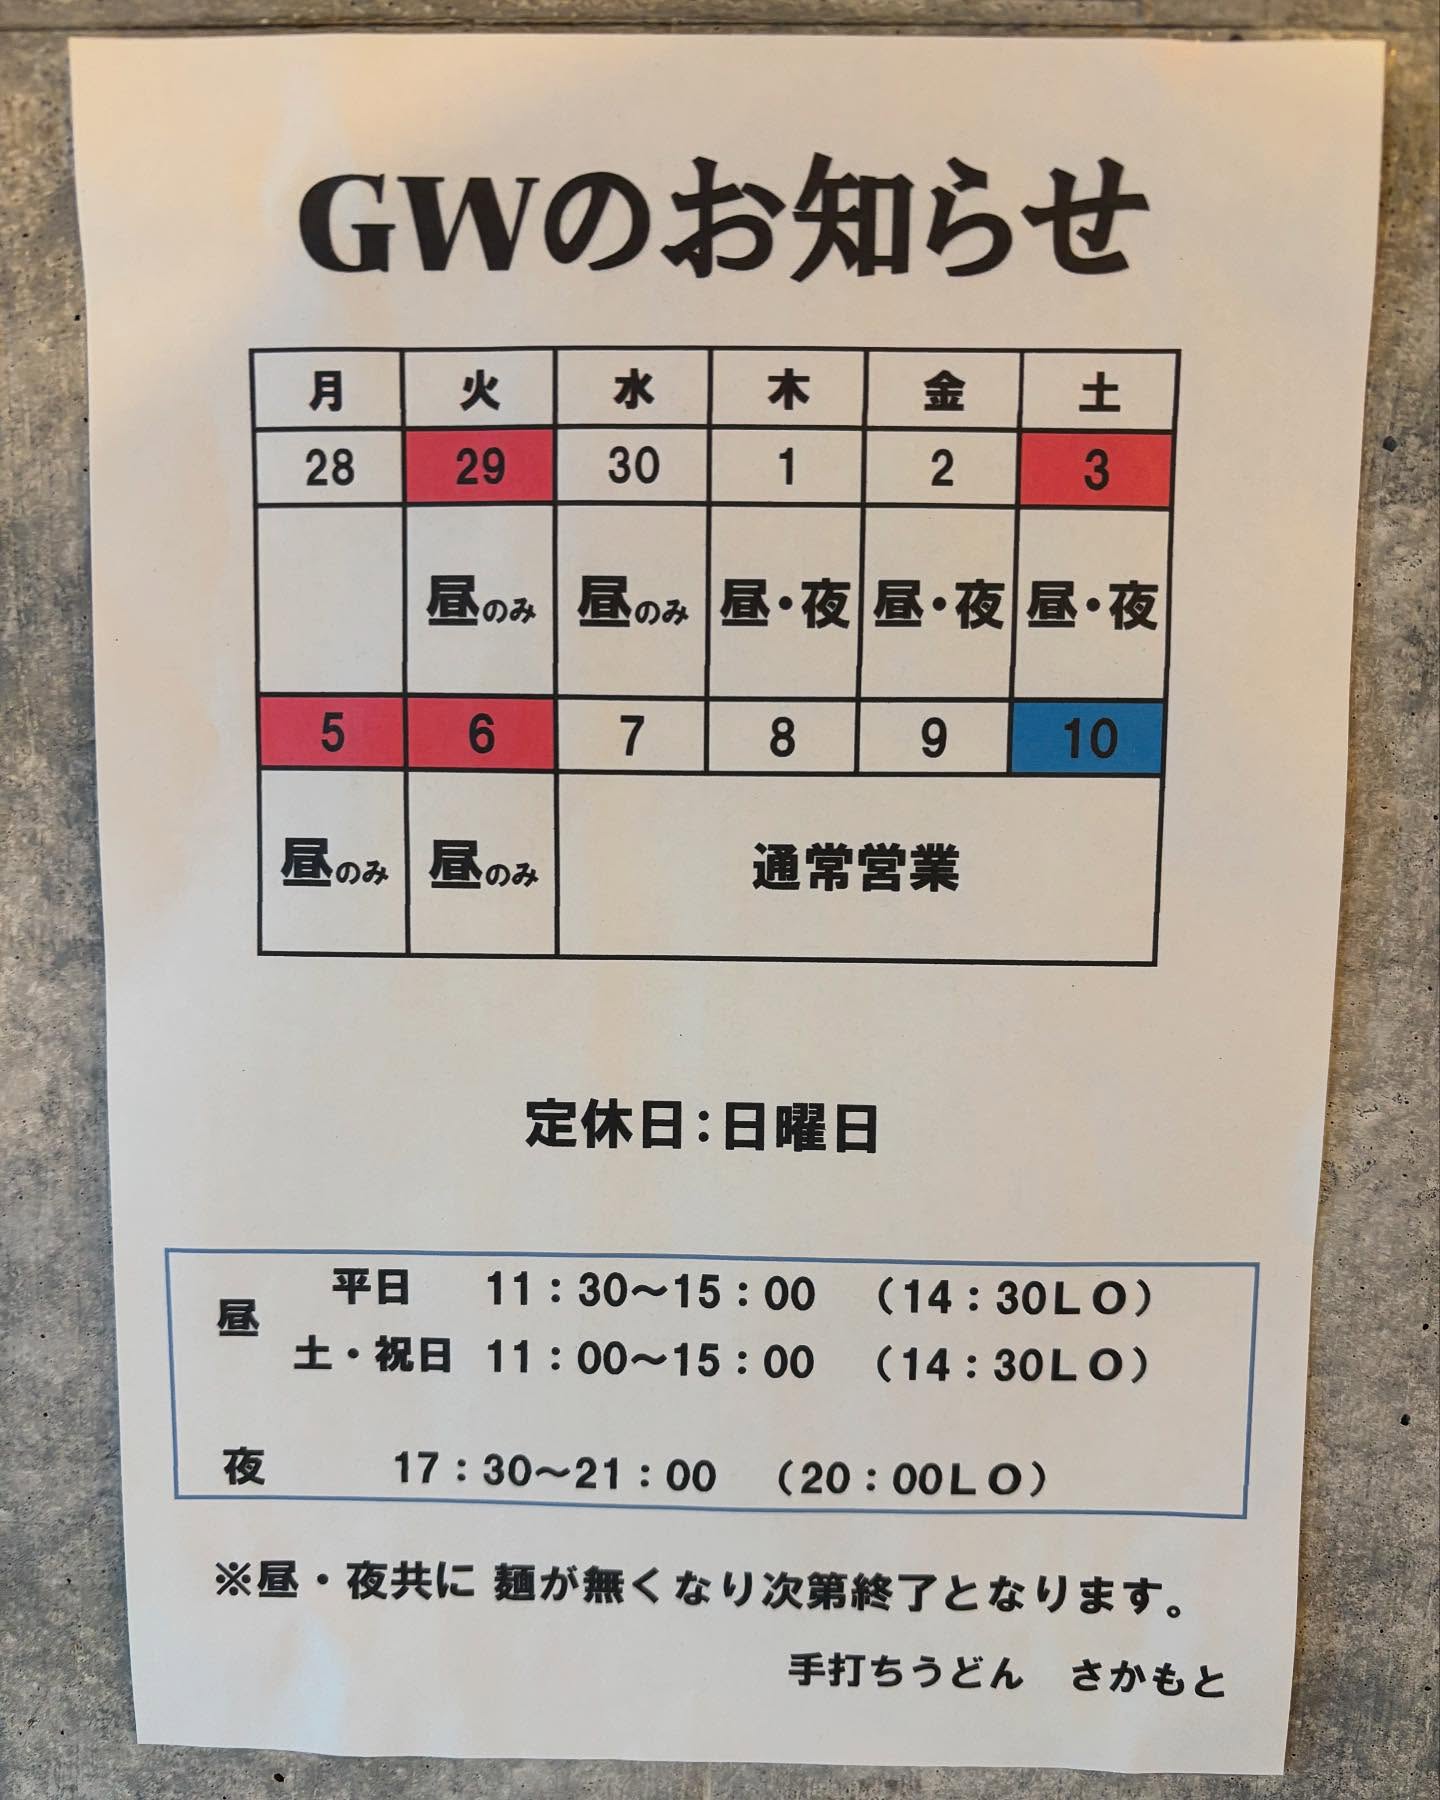 GWのお知らせ
月 火 水 木 金 土
28 29 30 1 2 3
昼のみ 昼のみ 昼・夜 昼・夜 昼・夜
5 6 7 8 9 10
昼のみ 昼のみ 通常営業
定休日：日曜日
昼 平日 11：30～15：00 （14：30ＬＯ）
土・祝日 11：00～15：00 （14：30ＬＯ）
夜 17：30～21：00 （20：00ＬＯ）
※昼・夜共に 麺が無くなり次第終了となります。
手打ちうどん さかもと